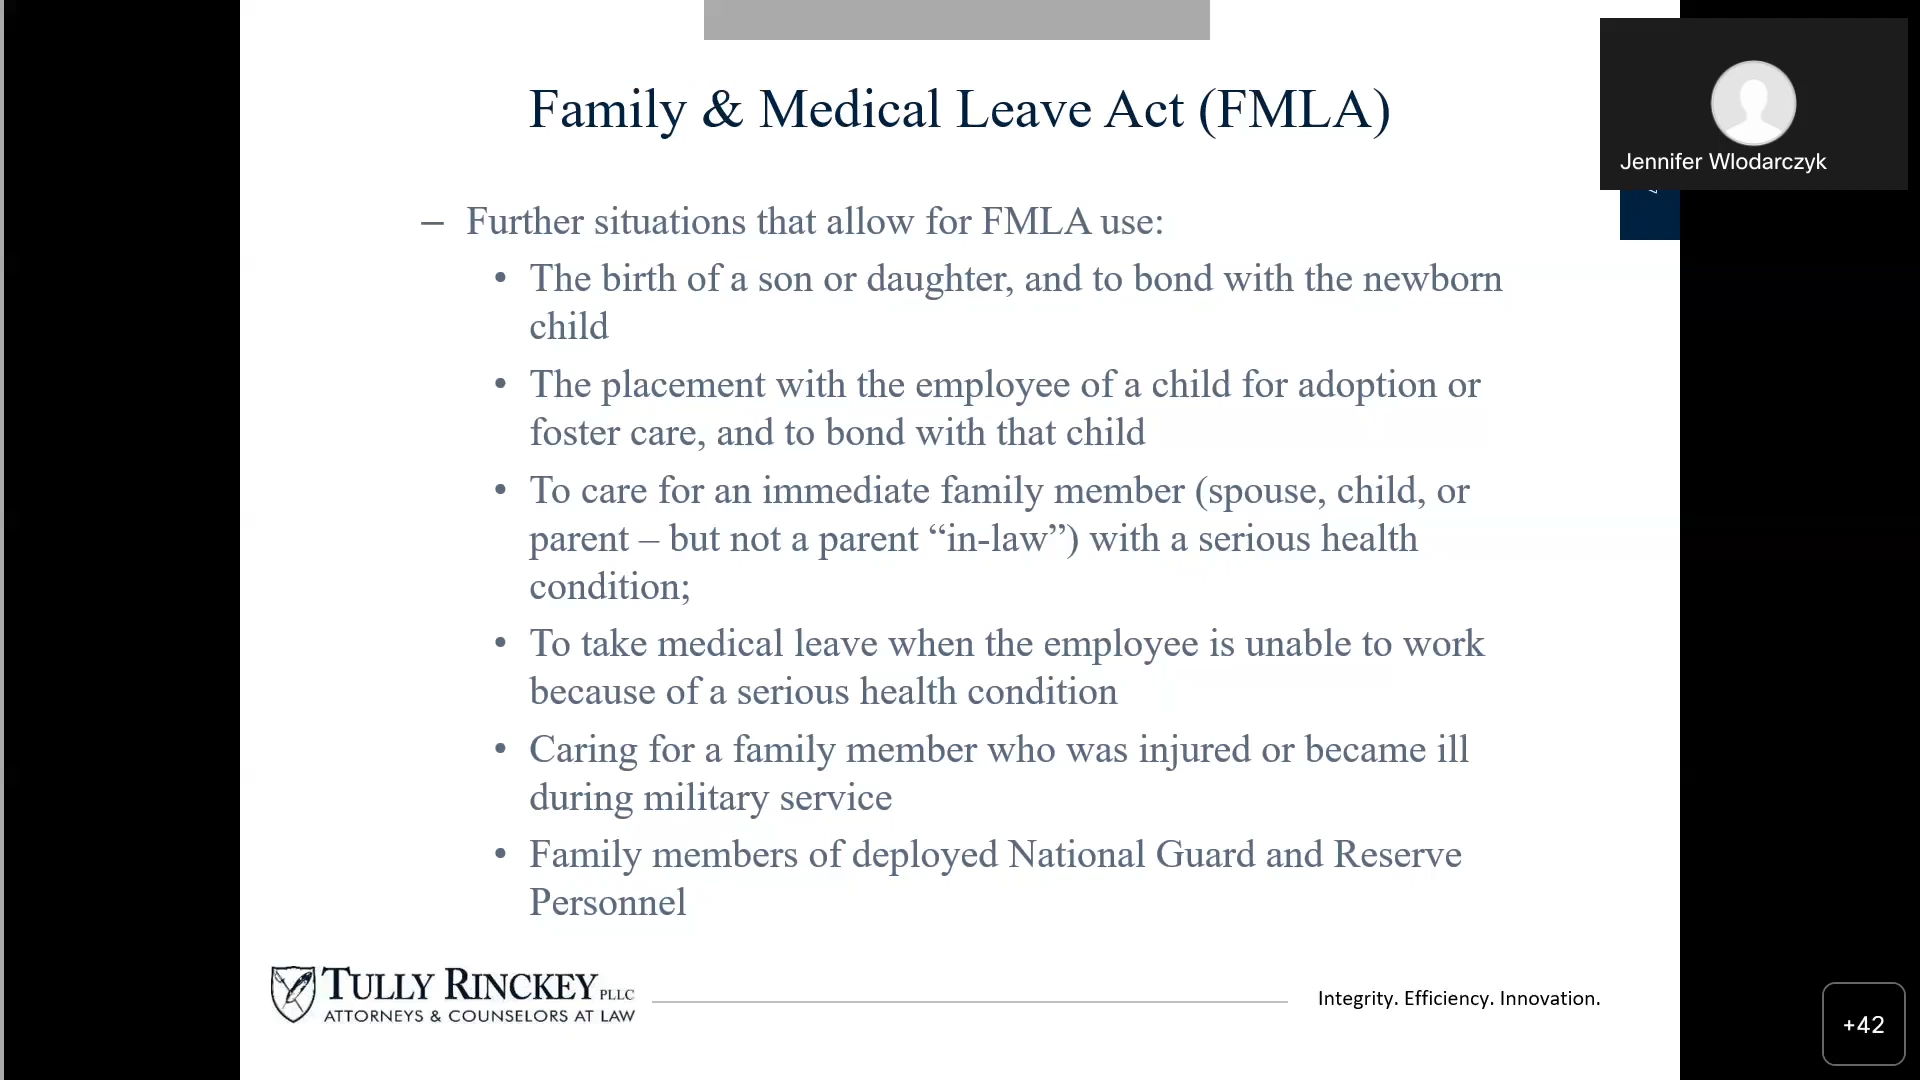 Family & Medical Leave Act (FMLA)
Jennifer Wlodarczyk
– Further situations that allow for FMLA use:
• The birth of a son or daughter, and to bond with the newborn
child
• The placement with the employee of a child for adoption or
foster care, and to bond with that child
• To care for an immediate family member (spouse, child, or
parent – but not a parent “in-law”) with a serious health
condition;
• To take medical leave when the employee is unable to work
because of a serious health condition
• Caring for a family member who was injured or became ill
during military service
• Family members of deployed National Guard and Reserve
Personnel
TULLY RINCKEY PLLC
ATTORNEYS & COUNSELORS AT LAW
Integrity. Efficiency. Innovation.
+42